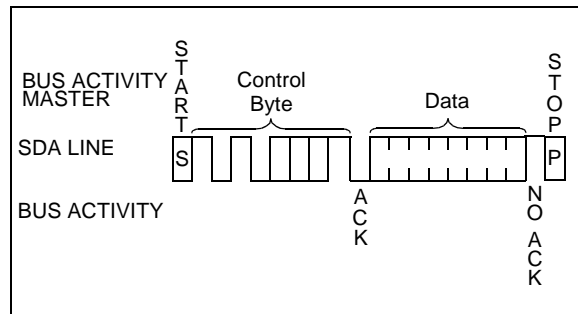 START
BUS ACTIVITY
MASTER
Control
Byte
Data
STOP
SDA LINE
S
P
BUS ACTIVITY
ACK
NO ACK